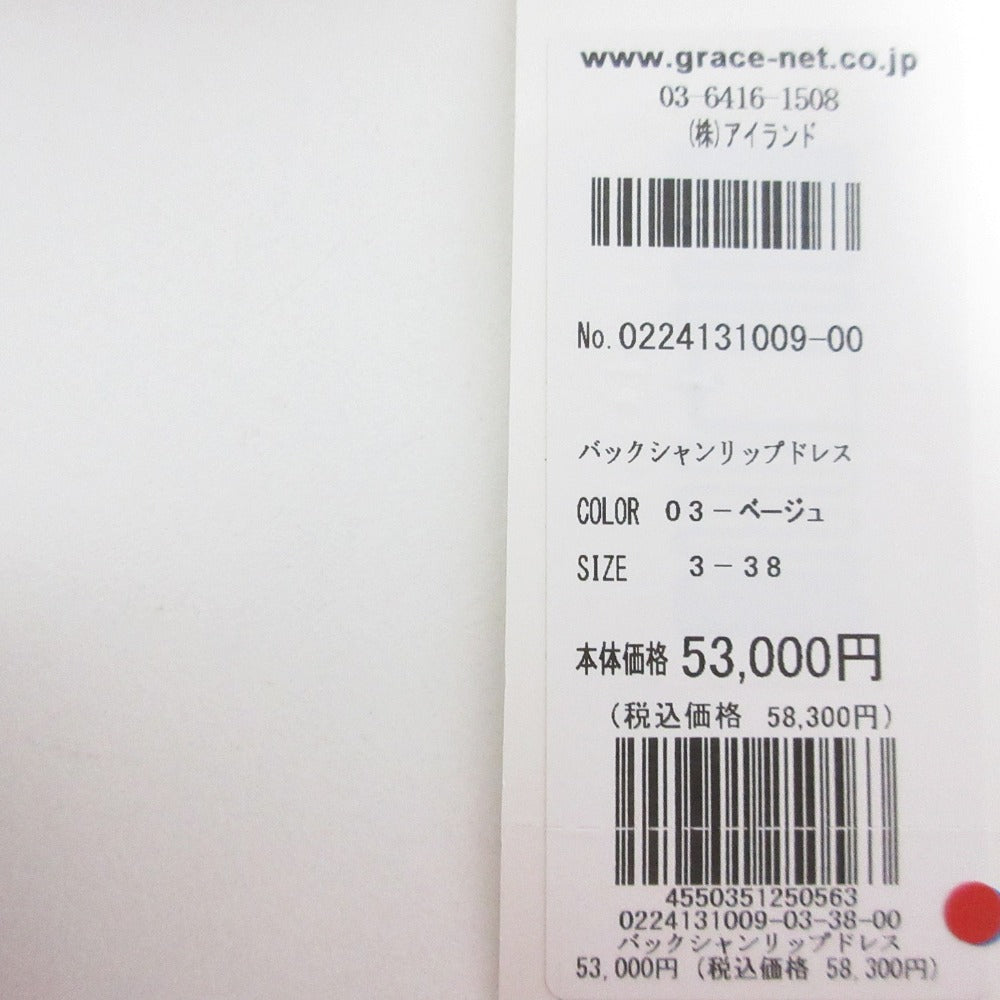 www.grace-net.co.jp
03-6416-1508
(株)アイランド
No.0224131009-00
バックシャンリップドレス
COLOR 03-ベージュ
SIZE 3-38
本体価格 53,000円
(税込価格 58,300円)
4550351250563
0224131009-03-38-00
バックシャンリップドレス
53,000円 (税込価格 58,300円)